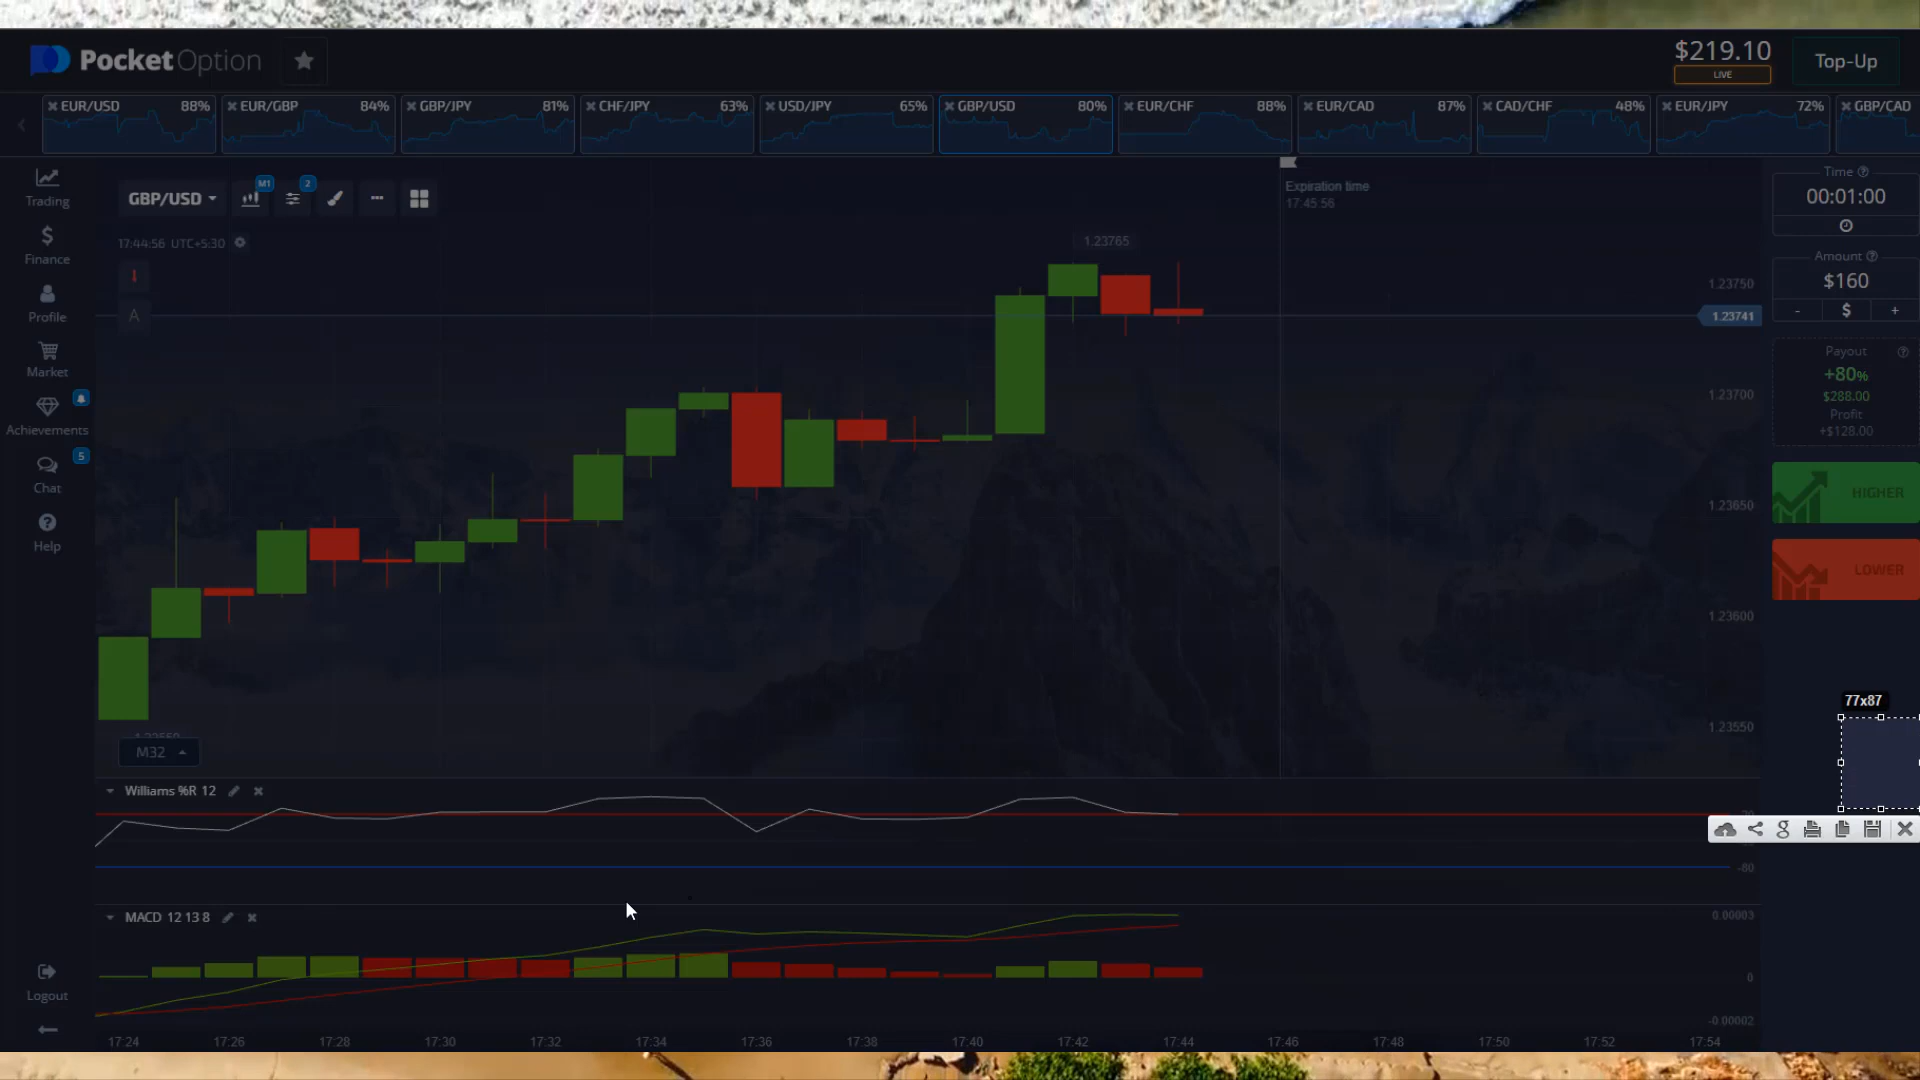 PocketOption
$219.10
LIVE
Top-Up
EUR/USD 88%
EUR/GBP 84%
GBP/JPY 81%
CHF/JPY 63%
USD/JPY 65%
GBP/USD 80%
EUR/CHF 88%
EUR/CAD 87%
CAD/CHF 48%
EUR/JPY 72%
GBP/CAD
Trading
Finance
Profile
Market
Achievements
5
Chat
Help
Logout
GBP/USD
M1
2
17:44:56 UTC+5:30
A
Expiration time
17:45:56
1.23765
1.23750
1.23741
1.23700
1.23650
1.23600
1.23550
M32
Williams %R 12
-80
MACD 12 13 8
0.00003
0
-0.00002
17:24 17:26 17:28 17:30 17:32 17:34 17:36 17:38 17:40 17:42 17:44 17:46 17:48 17:50 17:52 17:54
Time
00:01:00
Amount
$160
- $ +
Payout
+80%
$288.00
Profit
+$128.00
HIGHER
LOWER
77x87